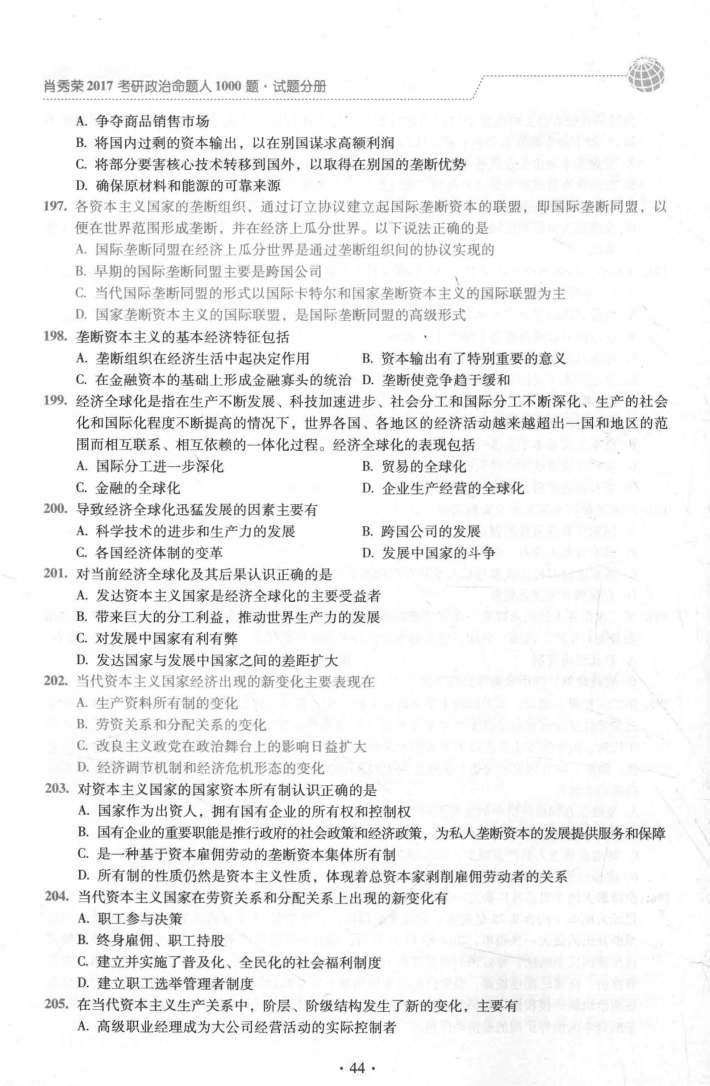 肖秀荣2017考研政治命题人1000题·试题分册
A. 争夺商品销售市场
B. 将国内过剩的资本输出，以在别国谋求高额利润
C. 将部分要害核心技术转移到国外，以取得在别国的垄断优势
D. 确保原材料和能源的可靠来源
197. 各资本主义国家的垄断组织，通过订立协议建立起国际垄断资本的联盟，即国际垄断同盟，以
便在世界范围形成垄断，并在经济上瓜分世界。以下说法正确的是
A. 国际垄断同盟在经济上瓜分世界是通过垄断组织间的协议实现的
B. 早期的国际垄断同盟主要是跨国公司
C. 当代国际垄断同盟的形式以国际卡特尔和国家垄断资本主义的国际联盟为主
D. 国家垄断资本主义的国际联盟，是国际垄断同盟的高级形式
198. 垄断资本主义的基本经济特征包括
A. 垄断组织在经济生活中起决定作用 B. 资本输出有了特别重要的意义
C. 在金融资本的基础上形成金融寡头的统治 D. 垄断使竞争趋于缓和
199. 经济全球化是指在生产不断发展、科技加速进步、社会分工和国际分工不断深化、生产的社会
化和国际化程度不断提高的情况下，世界各国、各地区的经济活动越来越超出一国和地区的范
围而相互联系、相互依赖的一体化过程。经济全球化的表现包括
A. 国际分工进一步深化 B. 贸易的全球化
C. 金融的全球化 D. 企业生产经营的全球化
200. 导致经济全球化迅猛发展的因素主要有
A. 科学技术的进步和生产力的发展 B. 跨国公司的发展
C. 各国经济体制的变革 D. 发展中国家的斗争
201. 对当前经济全球化及其后果认识正确的是
A. 发达资本主义国家是经济全球化的主要受益者
B. 带来巨大的分工利益，推动世界生产力的发展
C. 对发展中国家有利有弊
D. 发达国家与发展中国家之间的差距扩大
202. 当代资本主义国家经济出现的新变化主要表现在
A. 生产资料所有制的变化
B. 劳资关系和分配关系的变化
C. 改良主义政党在政治舞台上的影响日益扩大
D. 经济调节机制和经济危机形态的变化
203. 对资本主义国家的国家资本所有制认识正确的是
A. 国家作为出资人，拥有国有企业的所有权和控制权
B. 国有企业的重要职能是推行政府的社会政策和经济政策，为私人垄断资本的发展提供服务和保障
C. 是一种基于资本雇佣劳动的垄断资本集体所有制
D. 所有制的性质仍然是资本主义性质，体现着总资本家剥削雇佣劳动者的关系
204. 当代资本主义国家在劳资关系和分配关系上出现的新变化有
A. 职工参与决策
B. 终身雇佣、职工持股
C. 建立并实施了普及化、全民化的社会福利制度
D. 建立职工选举管理者制度
205. 在当代资本主义生产关系中，阶层、阶级结构发生了新的变化，主要有
A. 高级职业经理成为大公司经营活动的实际控制者
· 44 ·